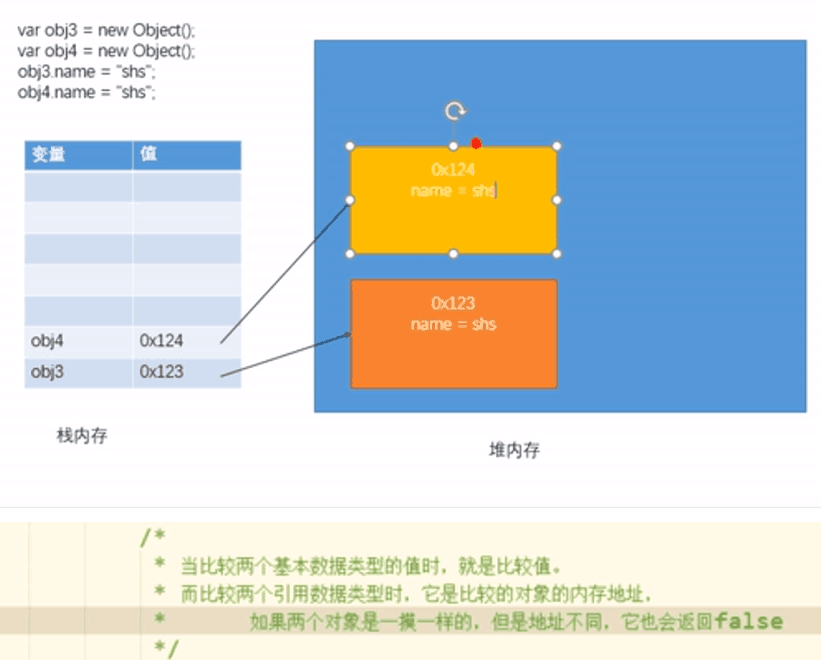 var obj3 = new Object();
var obj4 = new Object();
obj3.name = "shs";
obj4.name = "shs";
变量 值
obj4 0x124
obj3 0x123
栈内存
0x124
name = shs
0x123
name = shs
堆内存
/*
* 当比较两个基本数据类型的值时，就是比较值。
* 而比较两个引用数据类型时，它是比较的对象的内存地址，
* 如果两个对象是一摸一样的，但是地址不同，它也会返回false
*/